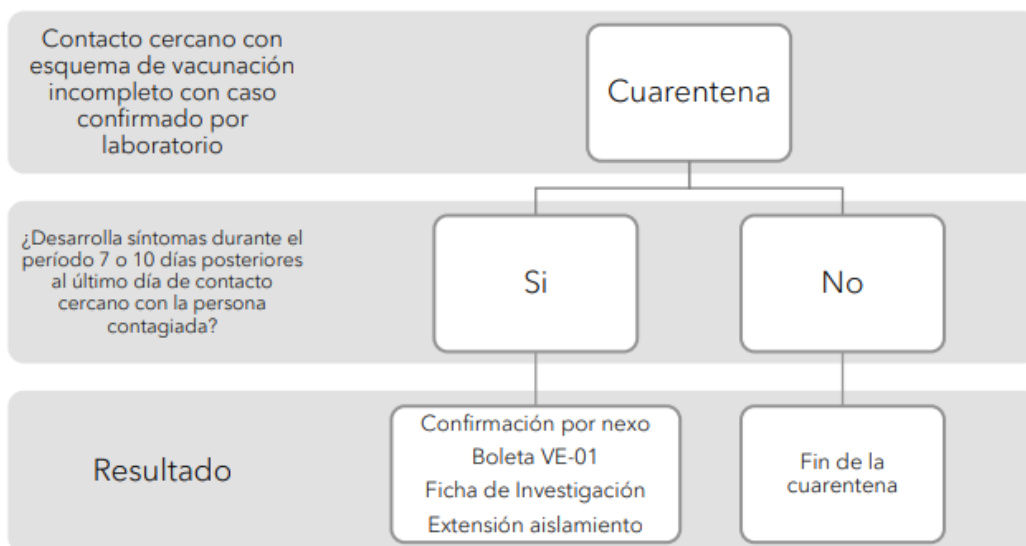 Contacto cercano con
esquema de vacunación
incompleto con caso
confirmado por
laboratorio
Cuarentena
¿Desarrolla síntomas durante el
período 7 o 10 días posteriores
al último día de contacto
cercano con la persona
contagiada?
Si
No
Resultado
Confirmación por nexo
Boleta VE-01
Ficha de Investigación
Extensión aislamiento
Fin de la
cuarentena